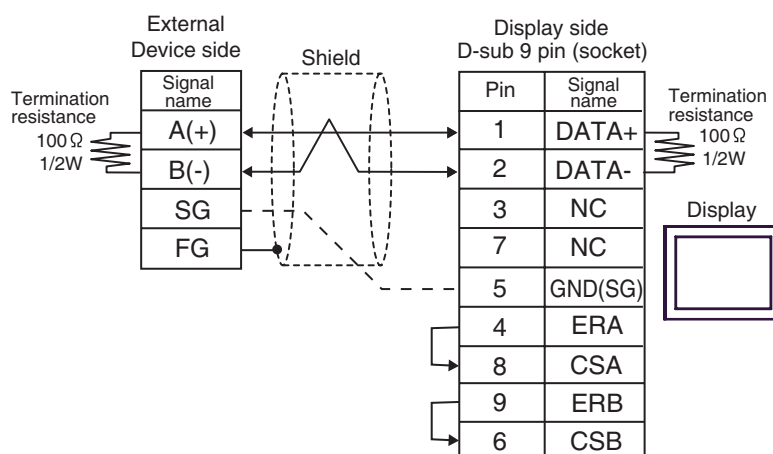 External
Device side
Shield
Display side
D-sub 9 pin (socket)
Termination
resistance
100Ω
1/2W
Signal
name
A(+)
B(-)
SG
FG
Pin
Signal
name
1 DATA+
2 DATA-
3 NC
7 NC
5 GND(SG)
4 ERA
8 CSA
9 ERB
6 CSB
Termination
resistance
100Ω
1/2W
Display